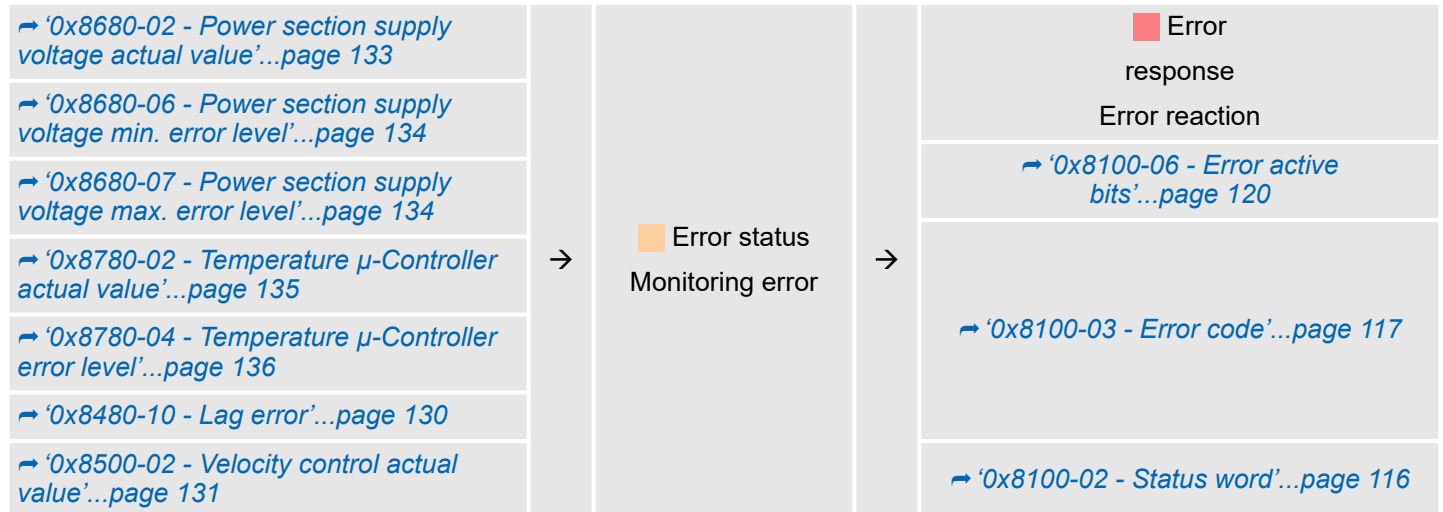 ➦ ‘0x8680-02 - Power section supply
voltage actual value’...page 133
➦ ‘0x8680-06 - Power section supply
voltage min. error level’...page 134
➦ ‘0x8680-07 - Power section supply
voltage max. error level’...page 134
➦ ‘0x8780-02 - Temperature μ-Controller
actual value’...page 135
➦ ‘0x8780-04 - Temperature μ-Controller
error level’...page 136
➦ ‘0x8480-10 - Lag error’...page 130
➦ ‘0x8500-02 - Velocity control actual
value’...page 131
→
Error status
Monitoring error
→
Error
response
Error reaction
➦ ‘0x8100-06 - Error active
bits’...page 120
➦ ‘0x8100-03 - Error code’...page 117
➦ ‘0x8100-02 - Status word’...page 116